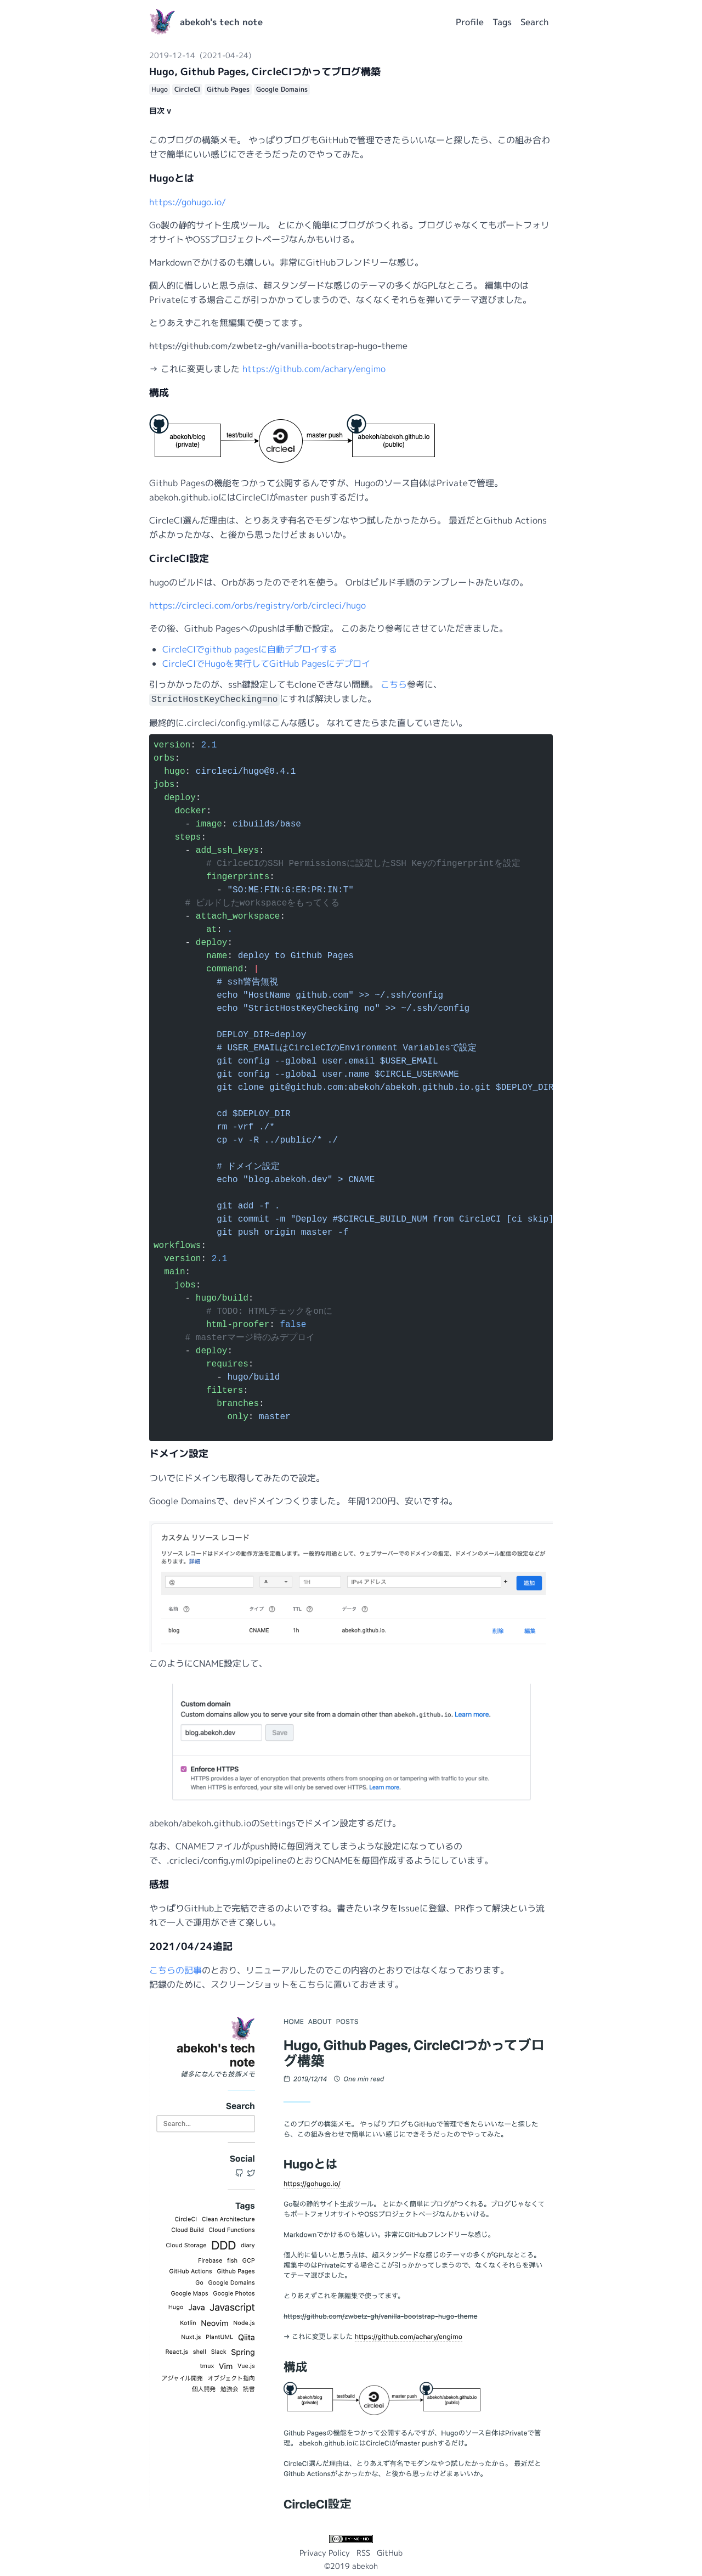 abekoh's tech note
Profile Tags Search
2019-12-14 (2021-04-24)
Hugo, Github Pages, CircleCIつかってブログ構築
Hugo CircleCI Github Pages Google Domains
目次 v
このブログの構築メモ。 やっぱりブログもGitHubで管理できたらいいなーと探したら、この組み合わ
せで簡単にいい感じにできそうだったのでやってみた。
Hugoとは
https://gohugo.io/
Go製の静的サイト生成ツール。 とにかく簡単にブログがつくれる。ブログじゃなくてもポートフォリ
オサイトやOSSプロジェクトページなんかもいける。
Markdownでかけるのも嬉しい。非常にGitHubフレンドリーな感じ。
個人的に惜しいと思う点は、超スタンダードな感じのテーマの多くがGPLなところ。 編集中のは
Privateにする場合ここが引っかかってしまうので、なくなくそれらを弾いてテーマ選びました。
とりあえずこれを無編集で使ってます。
https://github.com/zwbetz-gh/vanilla-bootstrap-hugo-theme
→ これに変更しました https://github.com/achary/engimo
構成
abekoh/blog
(private)
test/build
circleci
master push
abekoh/abekoh.github.io
(public)
Github Pagesの機能をつかって公開するんですが、Hugoのソース自体はPrivateで管理。
abekoh.github.ioにはCircleCIがmaster pushするだけ。
CircleCI選んだ理由は、とりあえず有名でモダンなやつ試したかったから。 最近だとGithub Actions
がよかったかな、と後から思ったけどまぁいいか。
CircleCI設定
hugoのビルドは、Orbがあったのでそれを使う。 Orbはビルド手順のテンプレートみたいなの。
https://circleci.com/orbs/registry/orb/circleci/hugo
その後、Github Pagesへのpushは手動で設定。 このあたり参考にさせていただきました。
CircleCIでgithub pagesに自動デプロイする
CircleCIでHugoを実行してGitHub Pagesにデプロイ
引っかかったのが、ssh鍵設定してもcloneできない問題。 こちら参考に、
StrictHostKeyChecking=no にすれば解決しました。
最終的に.circleci/config.ymlはこんな感じ。 なれてきたらまた直していきたい。
version: 2.1
orbs:
hugo: circleci/hugo@0.4.1
jobs:
deploy:
docker:
- image: cibuilds/base
steps:
- add_ssh_keys:
# CirlceCIのSSH Permissionsに設定したSSH Keyのfingerprintを設定
fingerprints:
- "SO:ME:FIN:G:ER:PR:IN:T"
# ビルドしたworkspaceをもってくる
- attach_workspace:
at: .
- deploy:
name: deploy to Github Pages
command: |
# ssh警告無視
echo "HostName github.com" >> ~/.ssh/config
echo "StrictHostKeyChecking no" >> ~/.ssh/config
DEPLOY_DIR=deploy
# USER_EMAILはCircleCIのEnvironment Variablesで設定
git config --global user.email $USER_EMAIL
git config --global user.name $CIRCLE_USERNAME
git clone git@github.com:abekoh/abekoh.github.io.git $DEPLOY_DIR
cd $DEPLOY_DIR
rm -vrf ./*
cp -v -R ../public/* ./
# ドメイン設定
echo "blog.abekoh.dev" > CNAME
git add -f .
git commit -m "Deploy #$CIRCLE_BUILD_NUM from CircleCI [ci skip]
git push origin master -f
workflows:
version: 2.1
main:
jobs:
- hugo/build:
# TODO: HTMLチェックをonに
html-proofer: false
# masterマージ時のみデプロイ
- deploy:
requires:
- hugo/build
filters:
branches:
only: master
ドメイン設定
ついでにドメインも取得してみたので設定。
Google Domainsで、devドメインつくりました。 年間1200円、安いですね。
カスタム リソース レコード
リソース レコードはドメインの動作方法を定義します。一般的な用途として、ウェブサーバーでのドメインの指定、ドメインのメール配信の設定などが
あります。詳細
@ A 1H IPv4 アドレス + 追加
名前 タイプ TTL データ
blog CNAME 1h abekoh.github.io. 削除 編集
このようにCNAME設定して、
Custom domain
Custom domains allow you to serve your site from a domain other than abekoh.github.io. Learn more.
blog.abekoh.dev Save
Enforce HTTPS
HTTPS provides a layer of encryption that prevents others from snooping on or tampering with traffic to your site.
When HTTPS is enforced, your site will only be served over HTTPS. Learn more.
abekoh/abekoh.github.ioのSettingsでドメイン設定するだけ。
なお、CNAMEファイルがpush時に毎回消えてしまうような設定になっているの
で、.cricleci/config.ymlのpipelineのとおりCNAMEを毎回作成するようにしています。
感想
やっぱりGitHub上で完結できるのよいですね。書きたいネタをIssueに登録、PR作って解決という流
れで一人で運用ができて楽しい。
2021/04/24追記
こちらの記事のとおり、リニューアルしたのでこの内容のとおりではなくなっております。
記録のために、スクリーンショットをこちらに置いておきます。
abekoh's tech
note
雑多になんでも技術メモ
Search
Search...
Social
Tags
CircleCI Clean Architecture
Cloud Build Cloud Functions
Cloud Storage DDD diary
Firebase fish GCP
GitHub Actions Github Pages
Go Google Domains
Google Maps Google Photos
Hugo Java Javascript
Kotlin Neovim Node.js
Nuxt.js PlantUML Qiita
React.js shell Slack Spring
tmux Vim Vue.js
アジャイル開発 オブジェクト指向
個人開発 勉強会 読書
HOME ABOUT POSTS
Hugo, Github Pages, CircleCIつかってブロ
グ構築
2019/12/14 One min read
このブログの構築メモ。 やっぱりブログもGitHubで管理できたらいいなーと探した
ら、この組み合わせで簡単にいい感じにできそうだったのでやってみた。
Hugoとは
https://gohugo.io/
Go製の静的サイト生成ツール。 とにかく簡単にブログがつくれる。ブログじゃなくて
もポートフォリオサイトやOSSプロジェクトページなんかもいける。
Markdownでかけるのも嬉しい。非常にGitHubフレンドリーな感じ。
個人的に惜しいと思う点は、超スタンダードな感じのテーマの多くがGPLなところ。
編集中のはPrivateにする場合ここが引っかかってしまうので、なくなくそれらを弾い
てテーマ選びました。
とりあえずこれを無編集で使ってます。
https://github.com/zwbetz-gh/vanilla-bootstrap-hugo-theme
→ これに変更しました https://github.com/achary/engimo
構成
abekoh/blog
(private)
test/build
circleci
master push
abekoh/abekoh.github.io
(public)
Github Pagesの機能をつかって公開するんですが、Hugoのソース自体はPrivateで管
理。 abekoh.github.ioにはCircleCIがmaster pushするだけ。
CircleCI選んだ理由は、とりあえず有名でモダンなやつ試したかったから。 最近だと
Github Actionsがよかったかな、と後から思ったけどまぁいいか。
CircleCI設定
CC BY-NC-ND
Privacy Policy RSS GitHub
©2019 abekoh